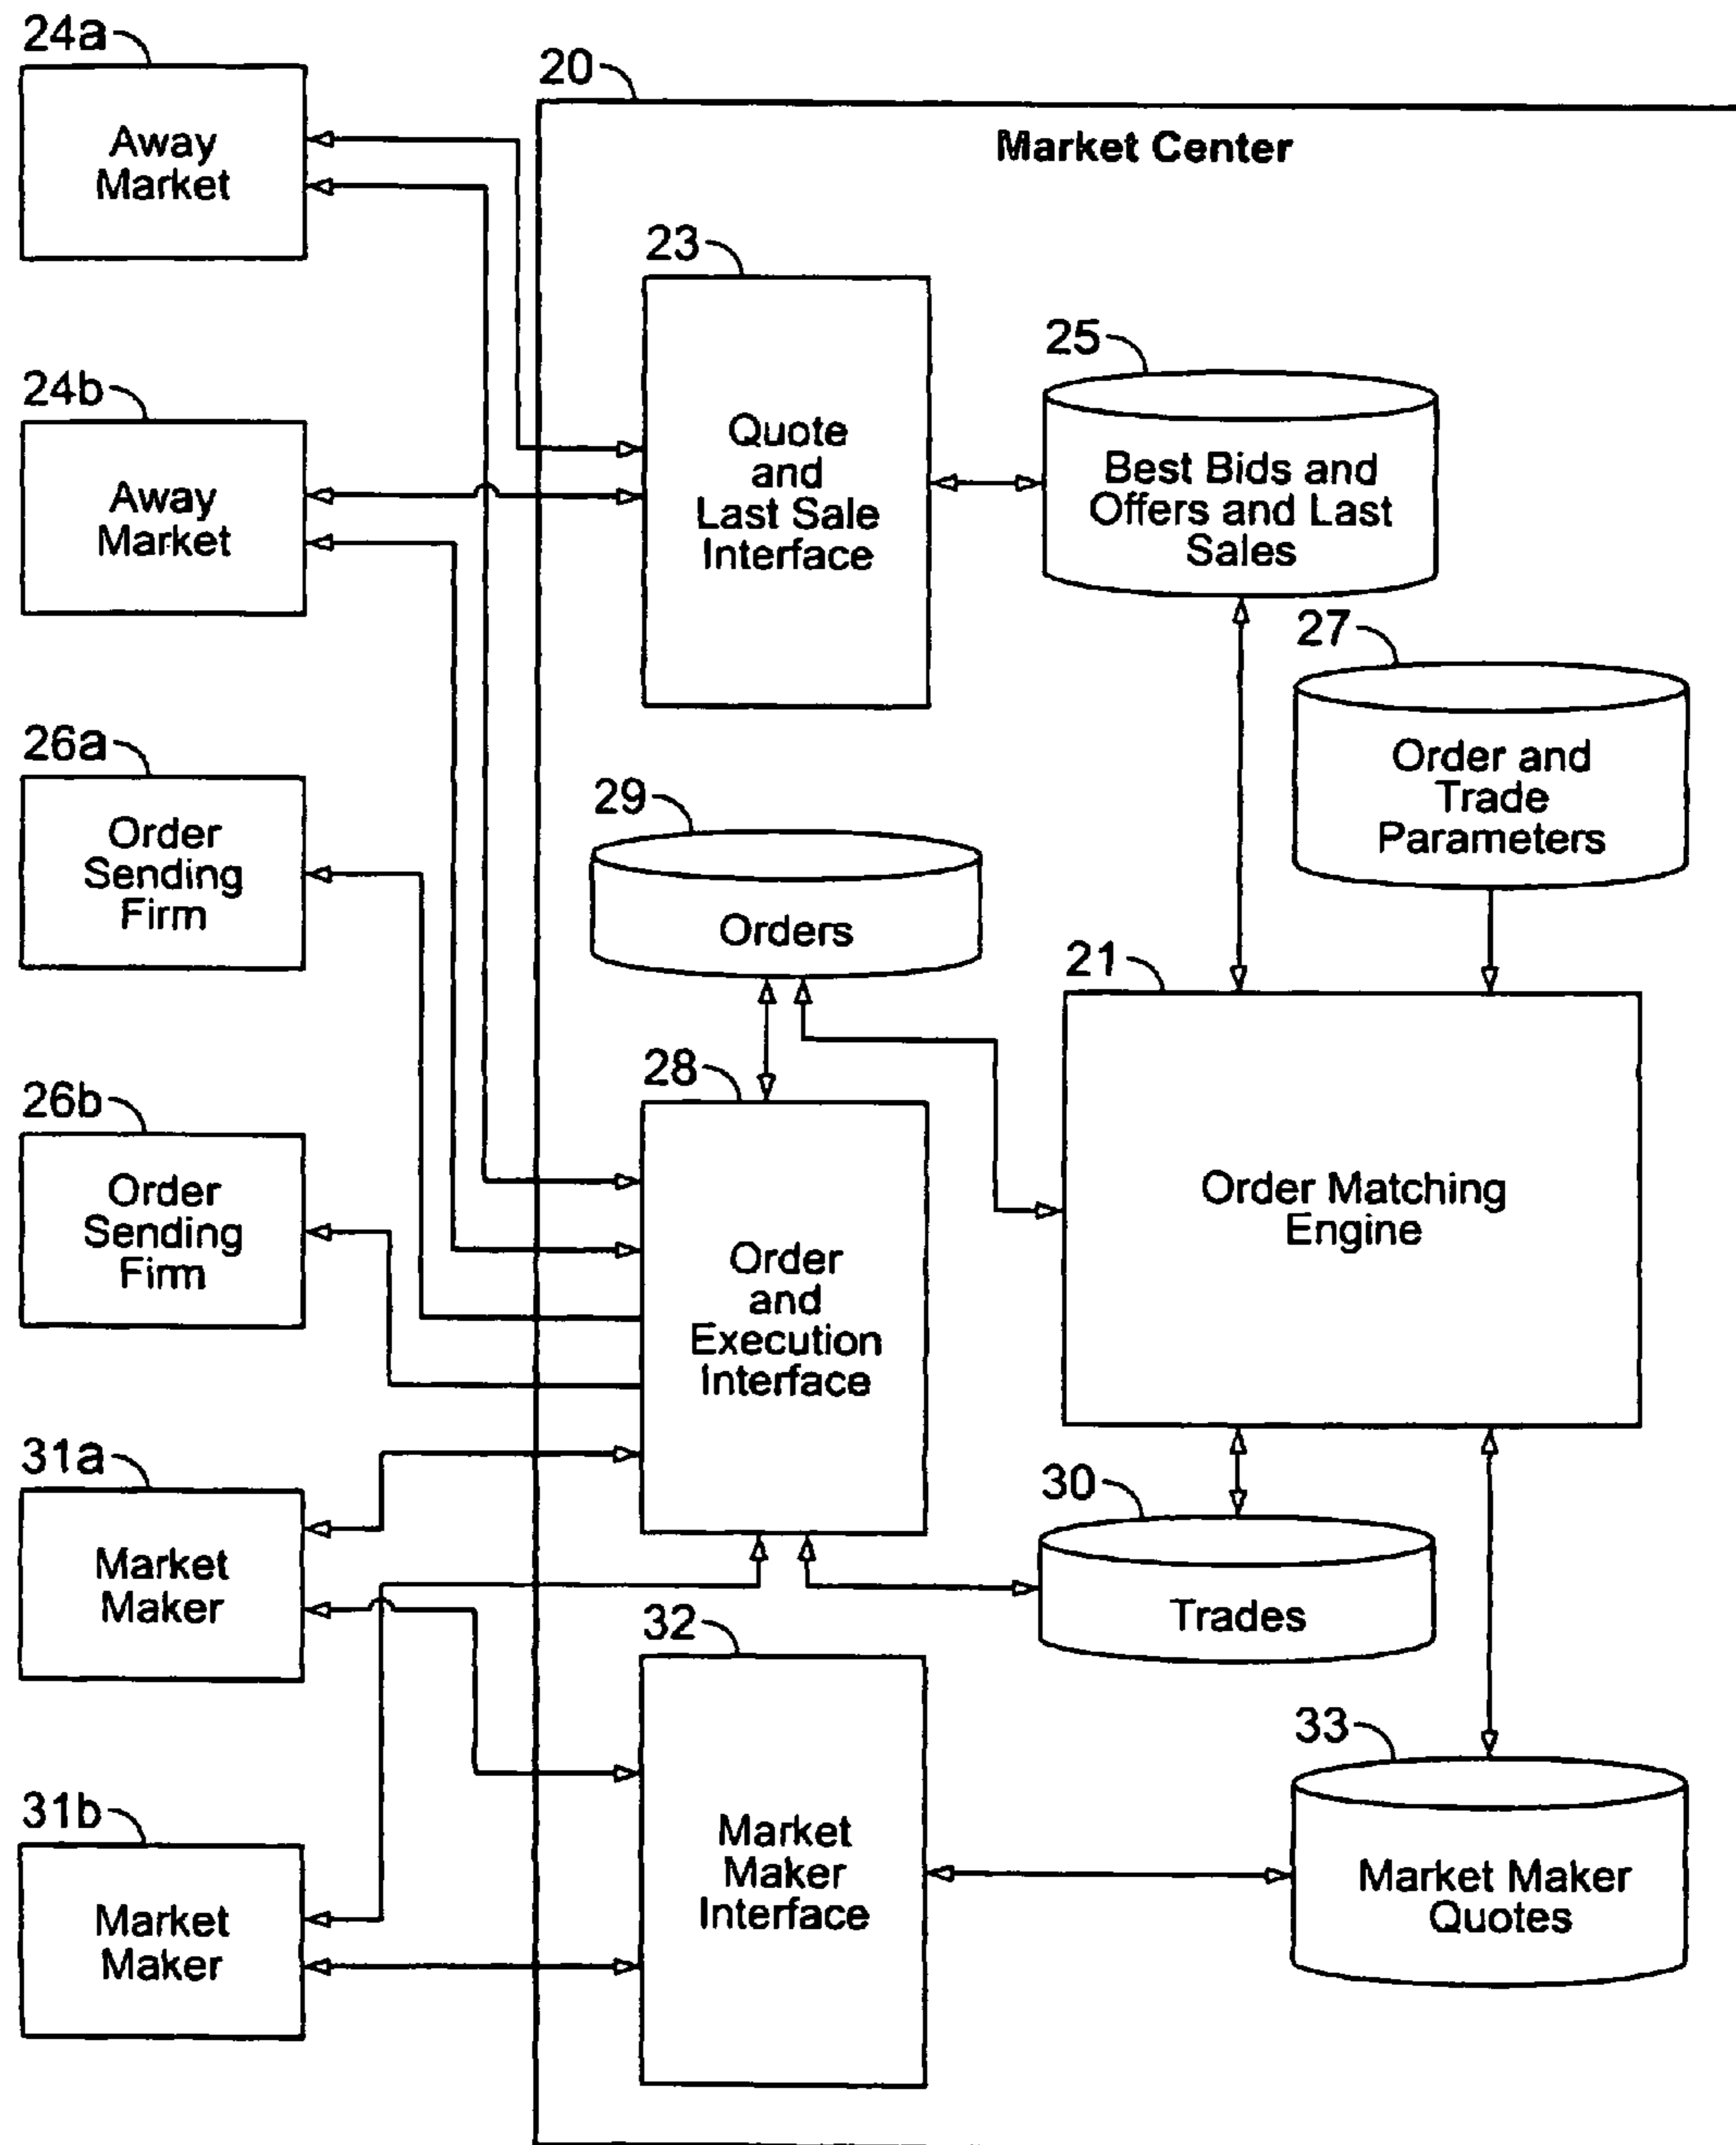 24a
Away
Market
20
Market Center
23
Quote
and
Last Sale
Interface
25
Best Bids and
Offers and Last
Sales
24b
Away
Market
27
Order and
Trade
Parameters
26a
Order
Sending
Firm
29
Orders
21
Order Matching
Engine
28
Order
and
Execution
Interface
26b
Order
Sending
Firm
31a
Market
Maker
30
Trades
32
Market
Maker
Interface
33
Market Maker
Quotes
31b
Market
Maker